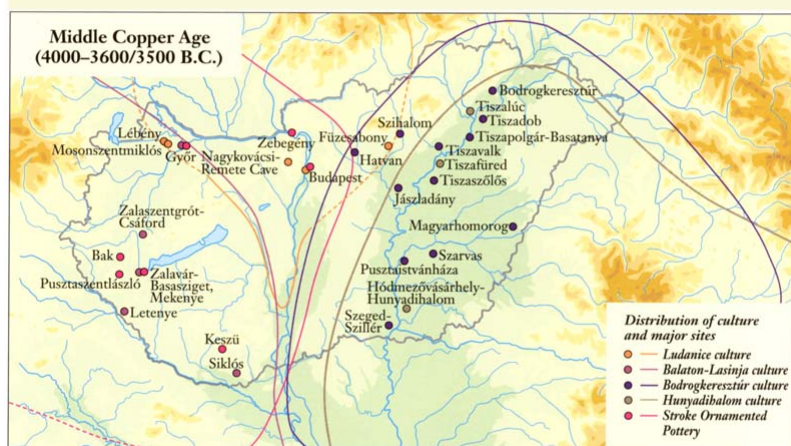 Middle Copper Age
(4000–3600/3500 B.C.)
Bodrogkeresztúr
Tiszalúc
Tiszadob
Szihalom
Lébény
Zebegény
Füzesabony
Tiszapolgár-Basatanya
Mosonszentmiklós
Győr
Nagykovácsi-
Remete Cave
Hatvan
Tiszavalk
Tiszafüred
Budapest
Tiszaszőlős
Jászladány
Zalaszentgrót-
Csáford
Magyarhomorog
Bak
Szarvas
Pusztaistvánháza
Pusztaszentlászló
Zalavár-
Basasziget,
Mekenye
Hódmezővásárhely-
Hunyadihalom
Letenye
Szeged-
Szillér
Keszü
Siklós
Distribution of culture
and major sites
Ludanice culture
Balaton-Lasinja culture
Bodrogkeresztúr culture
Hunyadihalom culture
Stroke Ornamented
Pottery